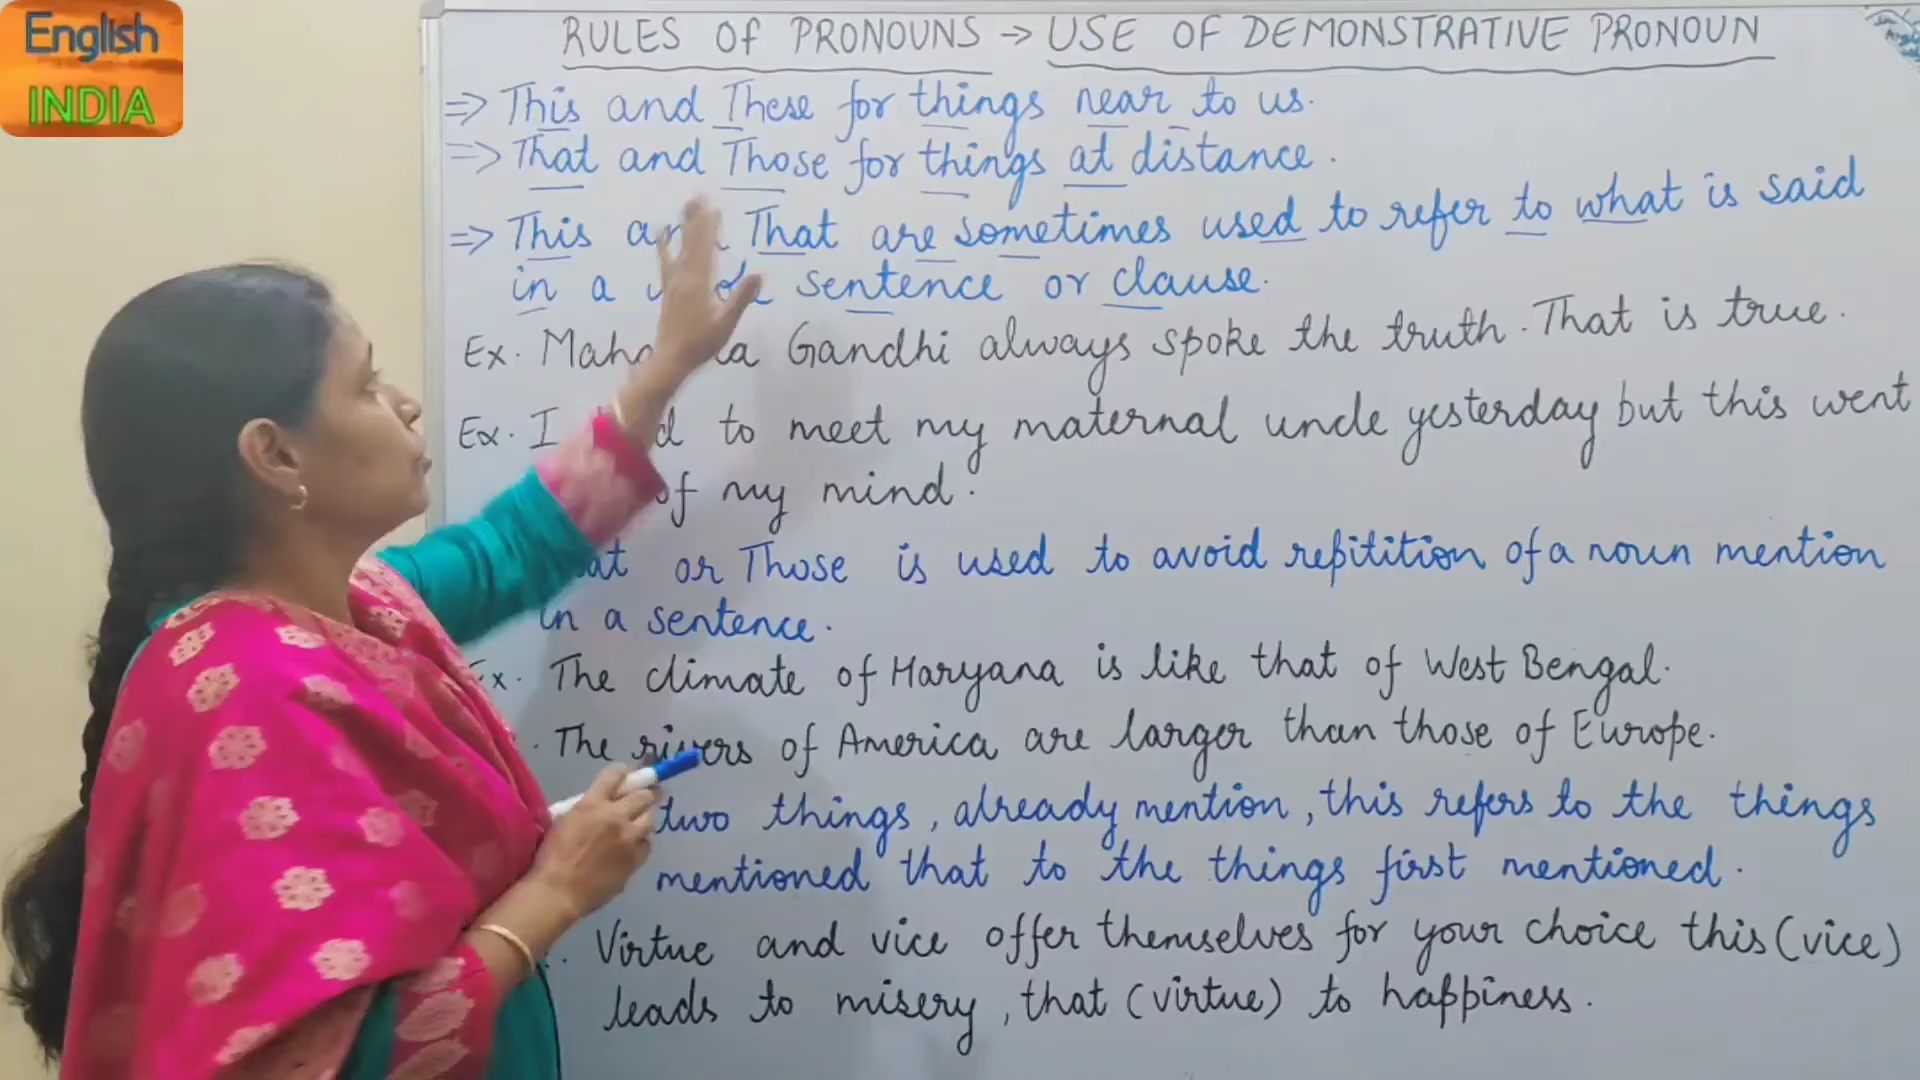 English
INDIA
RULES Of PRONOUNS → USE OF DEMONSTRATIVE PRONOUN
⇒ This and These for things near to us.
⇒ That and Those for things at distance.
⇒ This That are sometimes used to refer to what is said
in a sentence or clause.
Ex. Gandhi always spoke the truth. That is true.
Ex. I to meet my maternal uncle yesterday but this went
of my mind.
or Those is used to avoid repitition of a noun mention
in a sentence.
The climate of Haryana is like that of West Bengal.
The rivers of America are larger than those of Europe.
two things, already mention, this refers to the things
mentioned that to the things first mentioned.
Virtue and vice offer themselves for your choice this (vice)
leads to misery, that (virtue) to happiness.